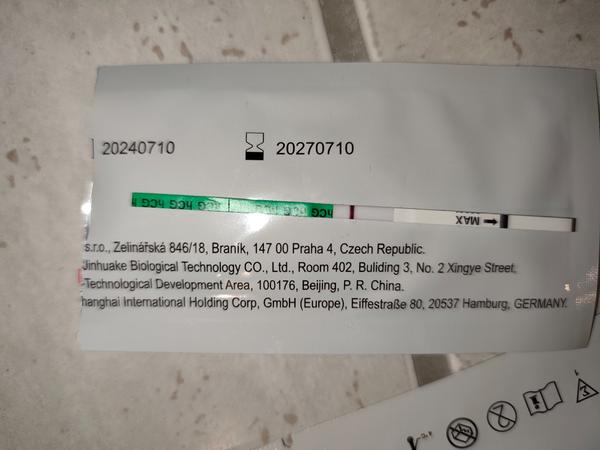 20240710
20270710
hCG hCG hCG hCG hCG hCG
MAX
s.r.o., Zelinářská 846/18, Braník, 147 00 Praha 4, Czech Republic.
Jinhuake Biological Technology CO., Ltd., Room 402, Buliding 3, No. 2 Xingye Street,
-Technological Development Area, 100176, Beijing, P. R. China.
hanghai International Holding Corp, GmbH (Europe), Eiffestraße 80, 20537 Hamburg, GERMANY.